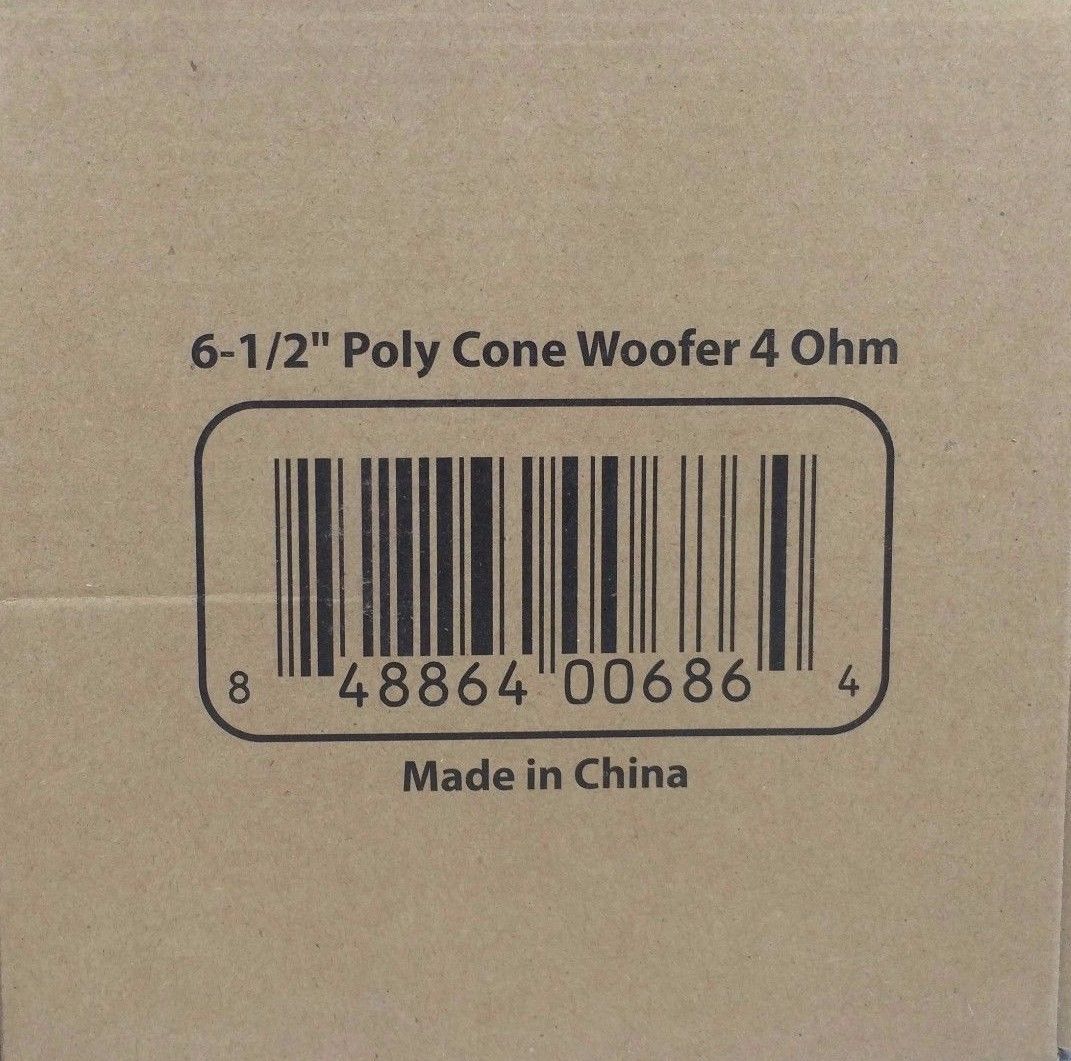 6-1/2" Poly Cone Woofer 4 Ohm
8 48864 00686 4
Made in China